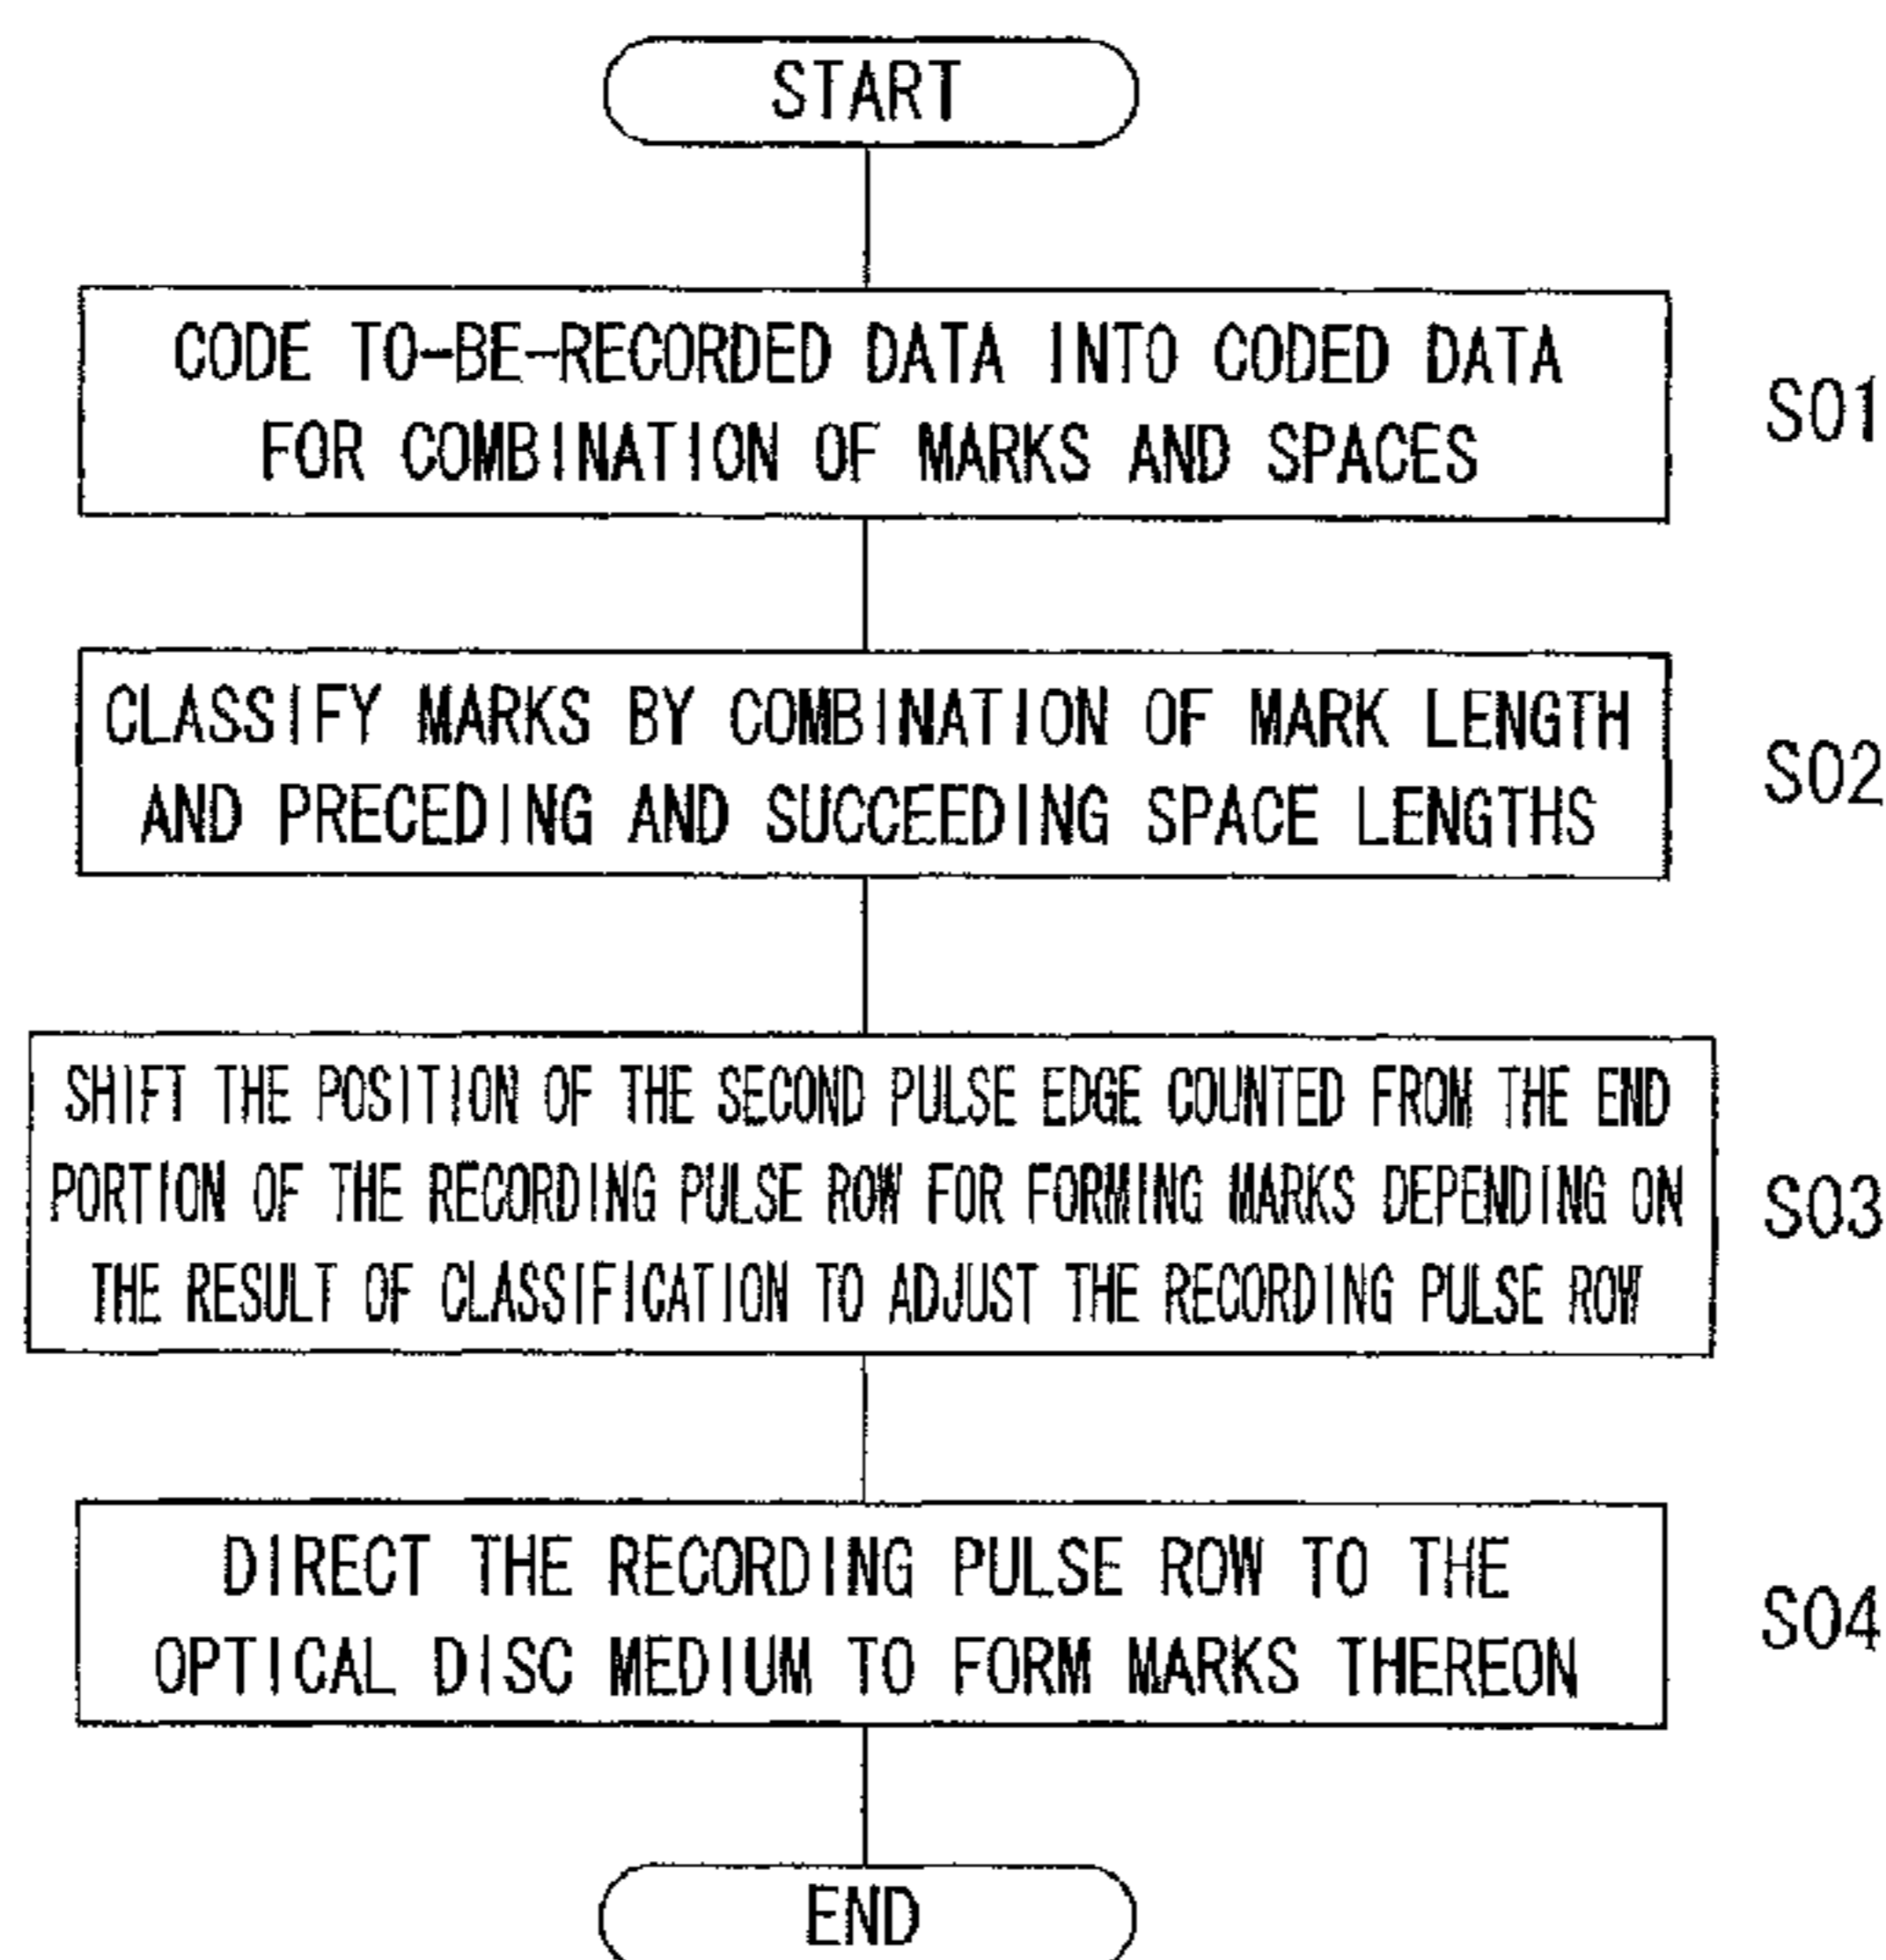 START
CODE TO-BE-RECORDED DATA INTO CODED DATA
FOR COMBINATION OF MARKS AND SPACES
S01
CLASSIFY MARKS BY COMBINATION OF MARK LENGTH
AND PRECEDING AND SUCCEEDING SPACE LENGTHS
S02
SHIFT THE POSITION OF THE SECOND PULSE EDGE COUNTED FROM THE END
PORTION OF THE RECORDING PULSE ROW FOR FORMING MARKS DEPENDING ON
THE RESULT OF CLASSIFICATION TO ADJUST THE RECORDING PULSE ROW
S03
DIRECT THE RECORDING PULSE ROW TO THE
OPTICAL DISC MEDIUM TO FORM MARKS THEREON
S04
END